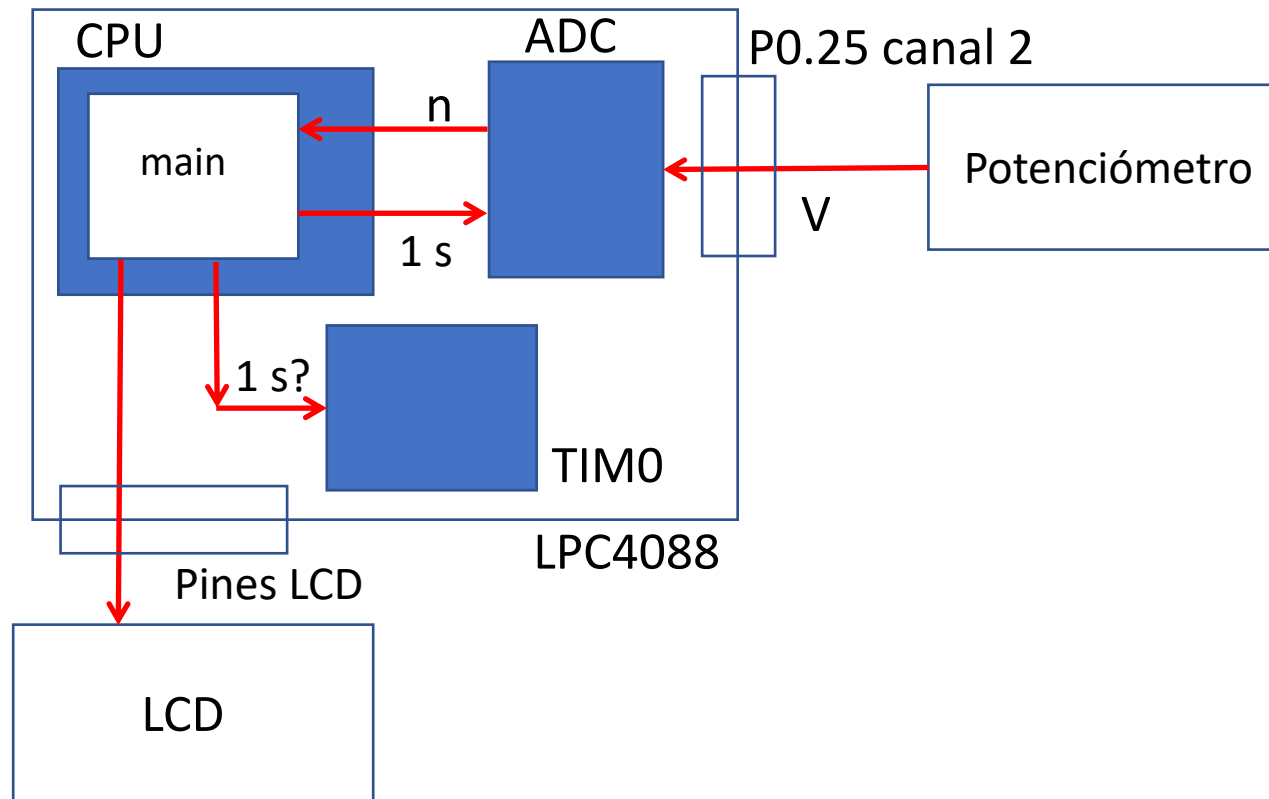 CPU
ADC
P0.25 canal 2
n
main
Potenciómetro
V
1 s
1 s?
TIM0
LPC4088
Pines LCD
LCD